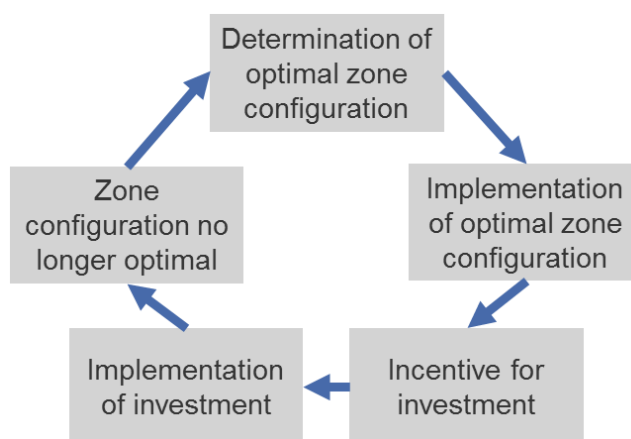 Determination of
optimal zone
configuration
Implementation
of optimal zone
configuration
Incentive for
investment
Implementation
of investment
Zone
configuration no
longer optimal